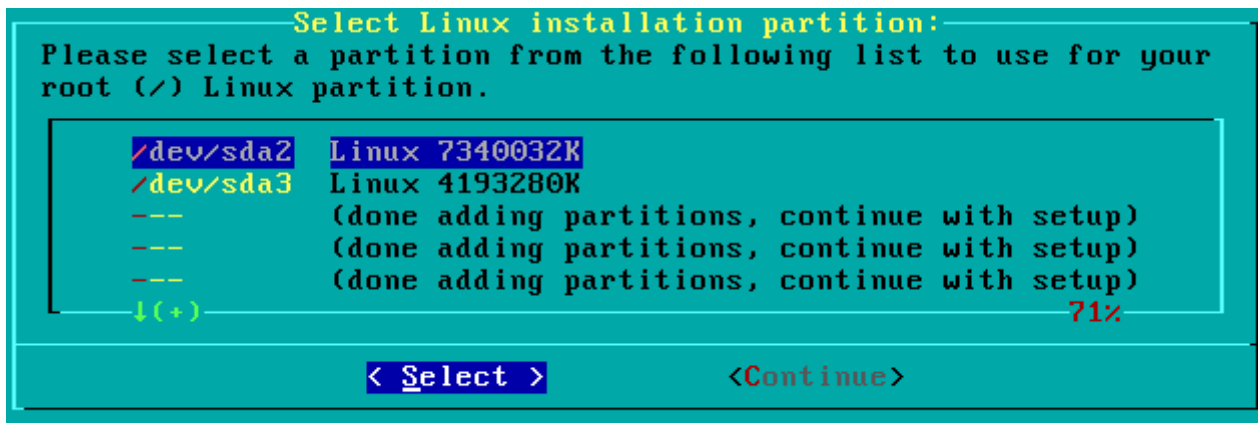 Select Linux installation partition:
Please select a partition from the following list to use for your
root (/) Linux partition.
/dev/sda2 Linux 7340032K
/dev/sda3 Linux 4193280K
--- (done adding partitions, continue with setup)
--- (done adding partitions, continue with setup)
--- (done adding partitions, continue with setup)
↓(+) 71%
< Select > <Continue>